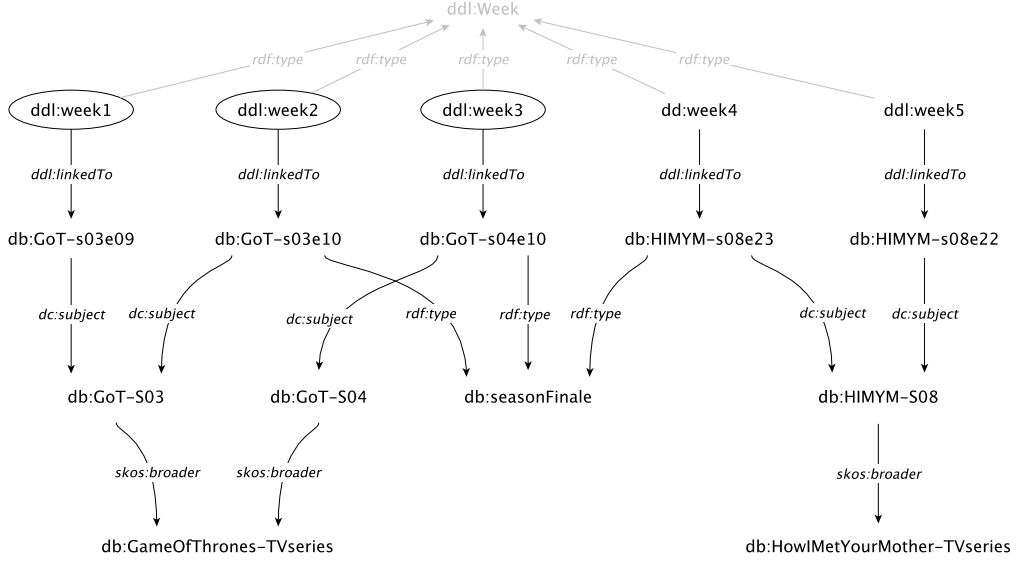 ddl:Week
rdf:type rdf:type rdf:type rdf:type rdf:type
ddl:week1 ddl:week2 ddl:week3 dd:week4 ddl:week5
ddl:linkedTo ddl:linkedTo ddl:linkedTo ddl:linkedTo ddl:linkedTo
db:GoT-s03e09 db:GoT-s03e10 db:GoT-s04e10 db:HIMYM-s08e23 db:HIMYM-s08e22
dc:subject dc:subject dc:subject rdf:type rdf:type rdf:type dc:subject dc:subject
db:GoT-S03 db:GoT-S04 db:seasonFinale db:HIMYM-S08
skos:broader skos:broader skos:broader
db:GameOfThrones-TVseries db:HowIMetYourMother-TVseries